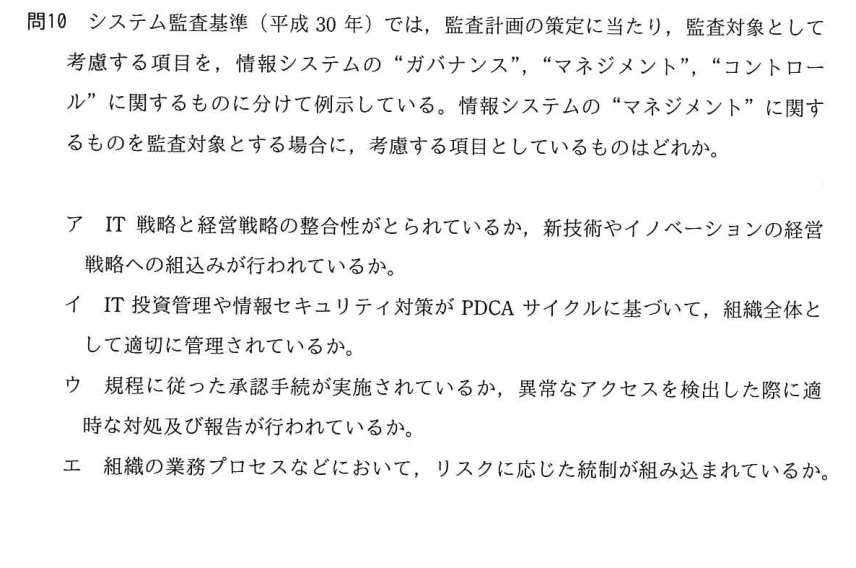 問10 システム監査基準（平成 30 年）では，監査計画の策定に当たり，監査対象として
考慮する項目を，情報システムの “ガバナンス”，“マネジメント”，“コントロー
ル” に関するものに分けて例示している。情報システムの “マネジメント” に関す
るものを監査対象とする場合に，考慮する項目としているものはどれか。
ア IT 戦略と経営戦略の整合性がとられているか，新技術やイノベーションの経営
戦略への組込みが行われているか。
イ IT 投資管理や情報セキュリティ対策が PDCA サイクルに基づいて，組織全体と
して適切に管理されているか。
ウ 規程に従った承認手続が実施されているか，異常なアクセスを検出した際に適
時な対処及び報告が行われているか。
エ 組織の業務プロセスなどにおいて，リスクに応じた統制が組み込まれているか。